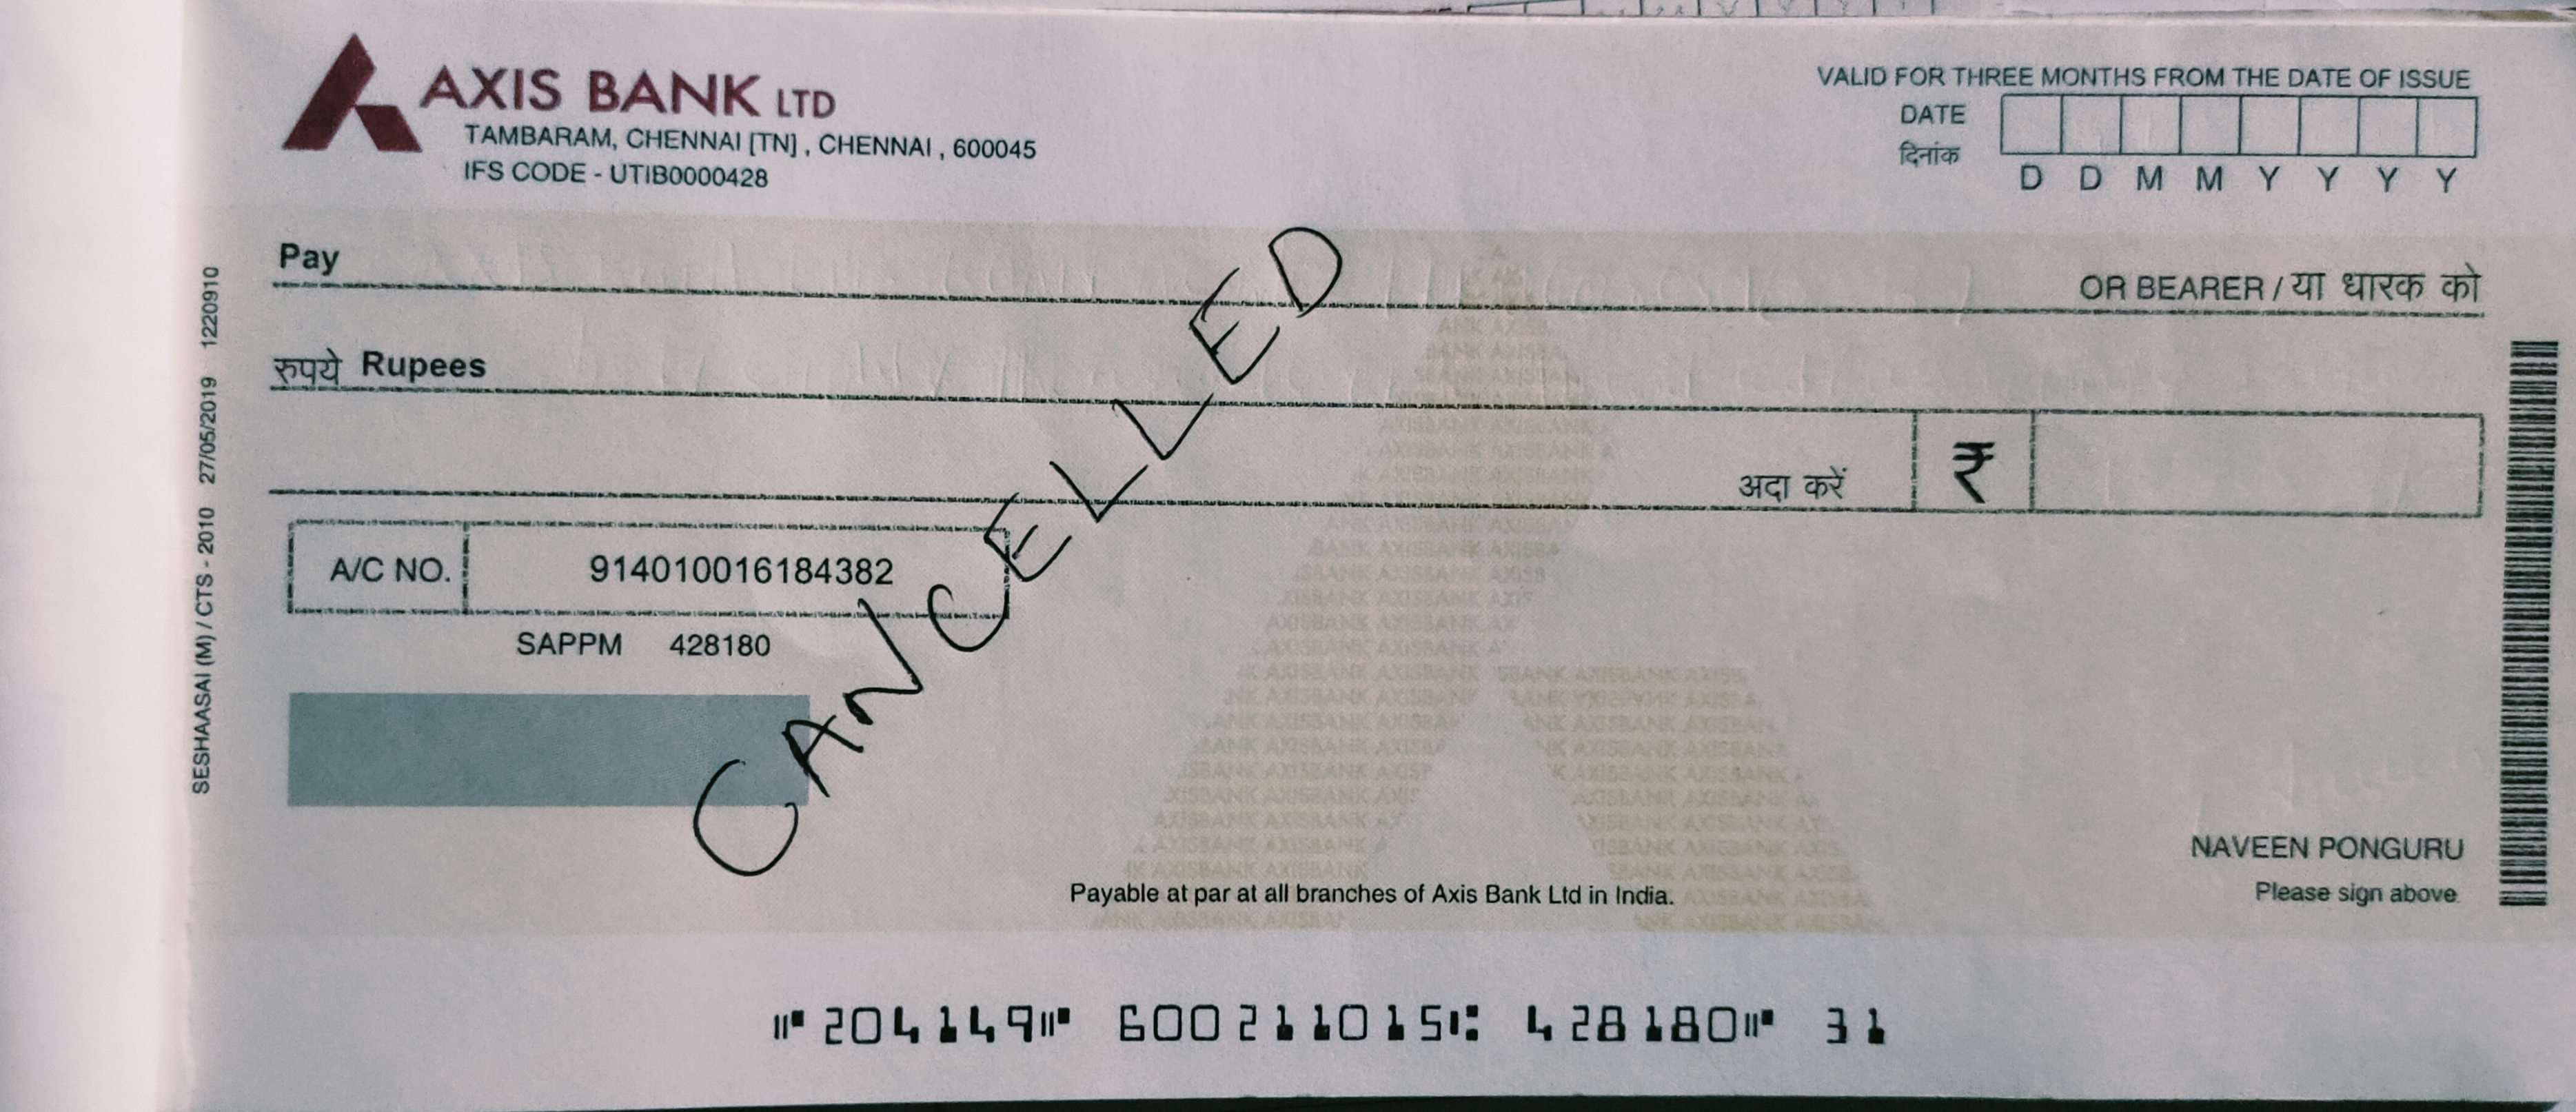 AXIS BANK LTD
TAMBARAM, CHENNAI [TN] , CHENNAI , 600045
IFS CODE - UTIB0000428
VALID FOR THREE MONTHS FROM THE DATE OF ISSUE
DATE
दिनांक
D D M M Y Y Y Y
Pay
OR BEARER / या धारक को
रुपये Rupees
अदा करें ₹
A/C NO. 914010016184382
SAPPM 428180
CANCELLED
SESHAASAI (M) / CTS - 2010 27/05/2019 1220910
NAVEEN PONGURU
Please sign above
Payable at par at all branches of Axis Bank Ltd in India.
⑈204149⑈ 600211015⑆ 428180⑈ 31